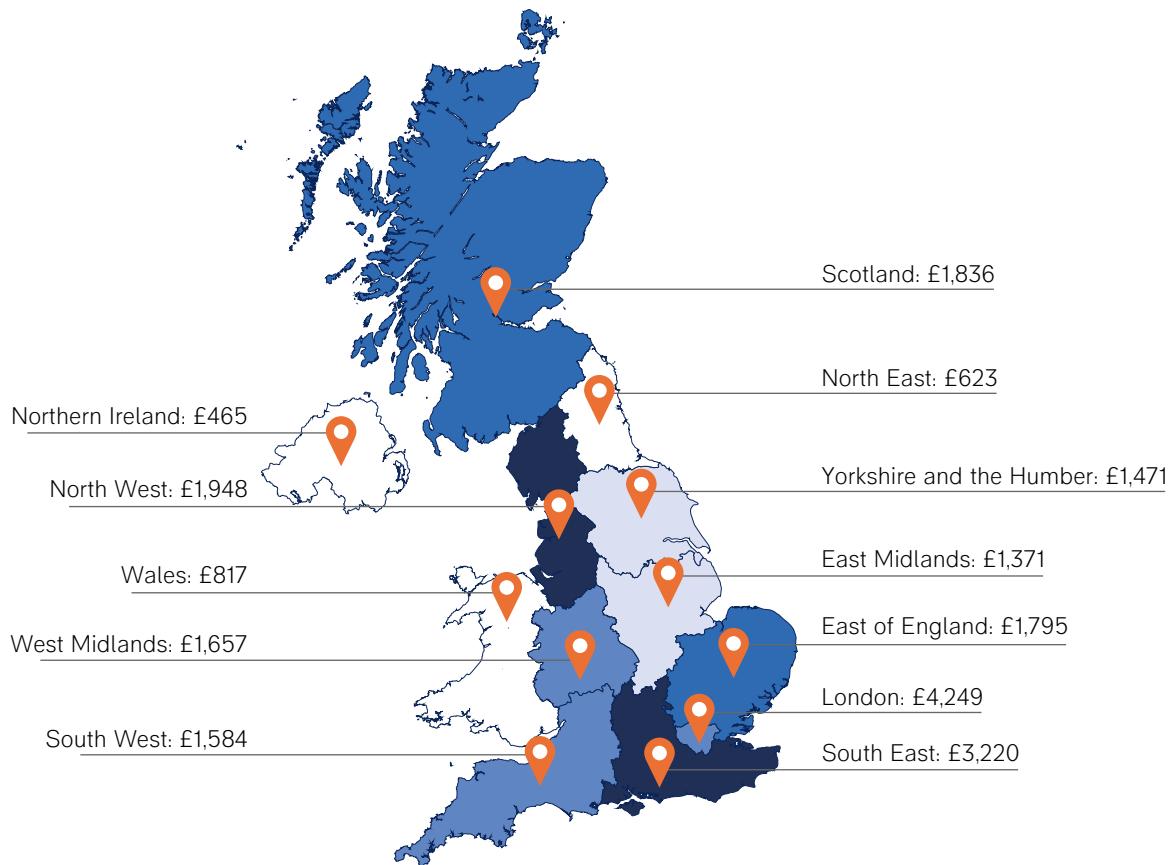 Scotland: £1,836
North East: £623
Northern Ireland: £465
Yorkshire and the Humber: £1,471
North West: £1,948
East Midlands: £1,371
Wales: £817
East of England: £1,795
West Midlands: £1,657
London: £4,249
South West: £1,584
South East: £3,220